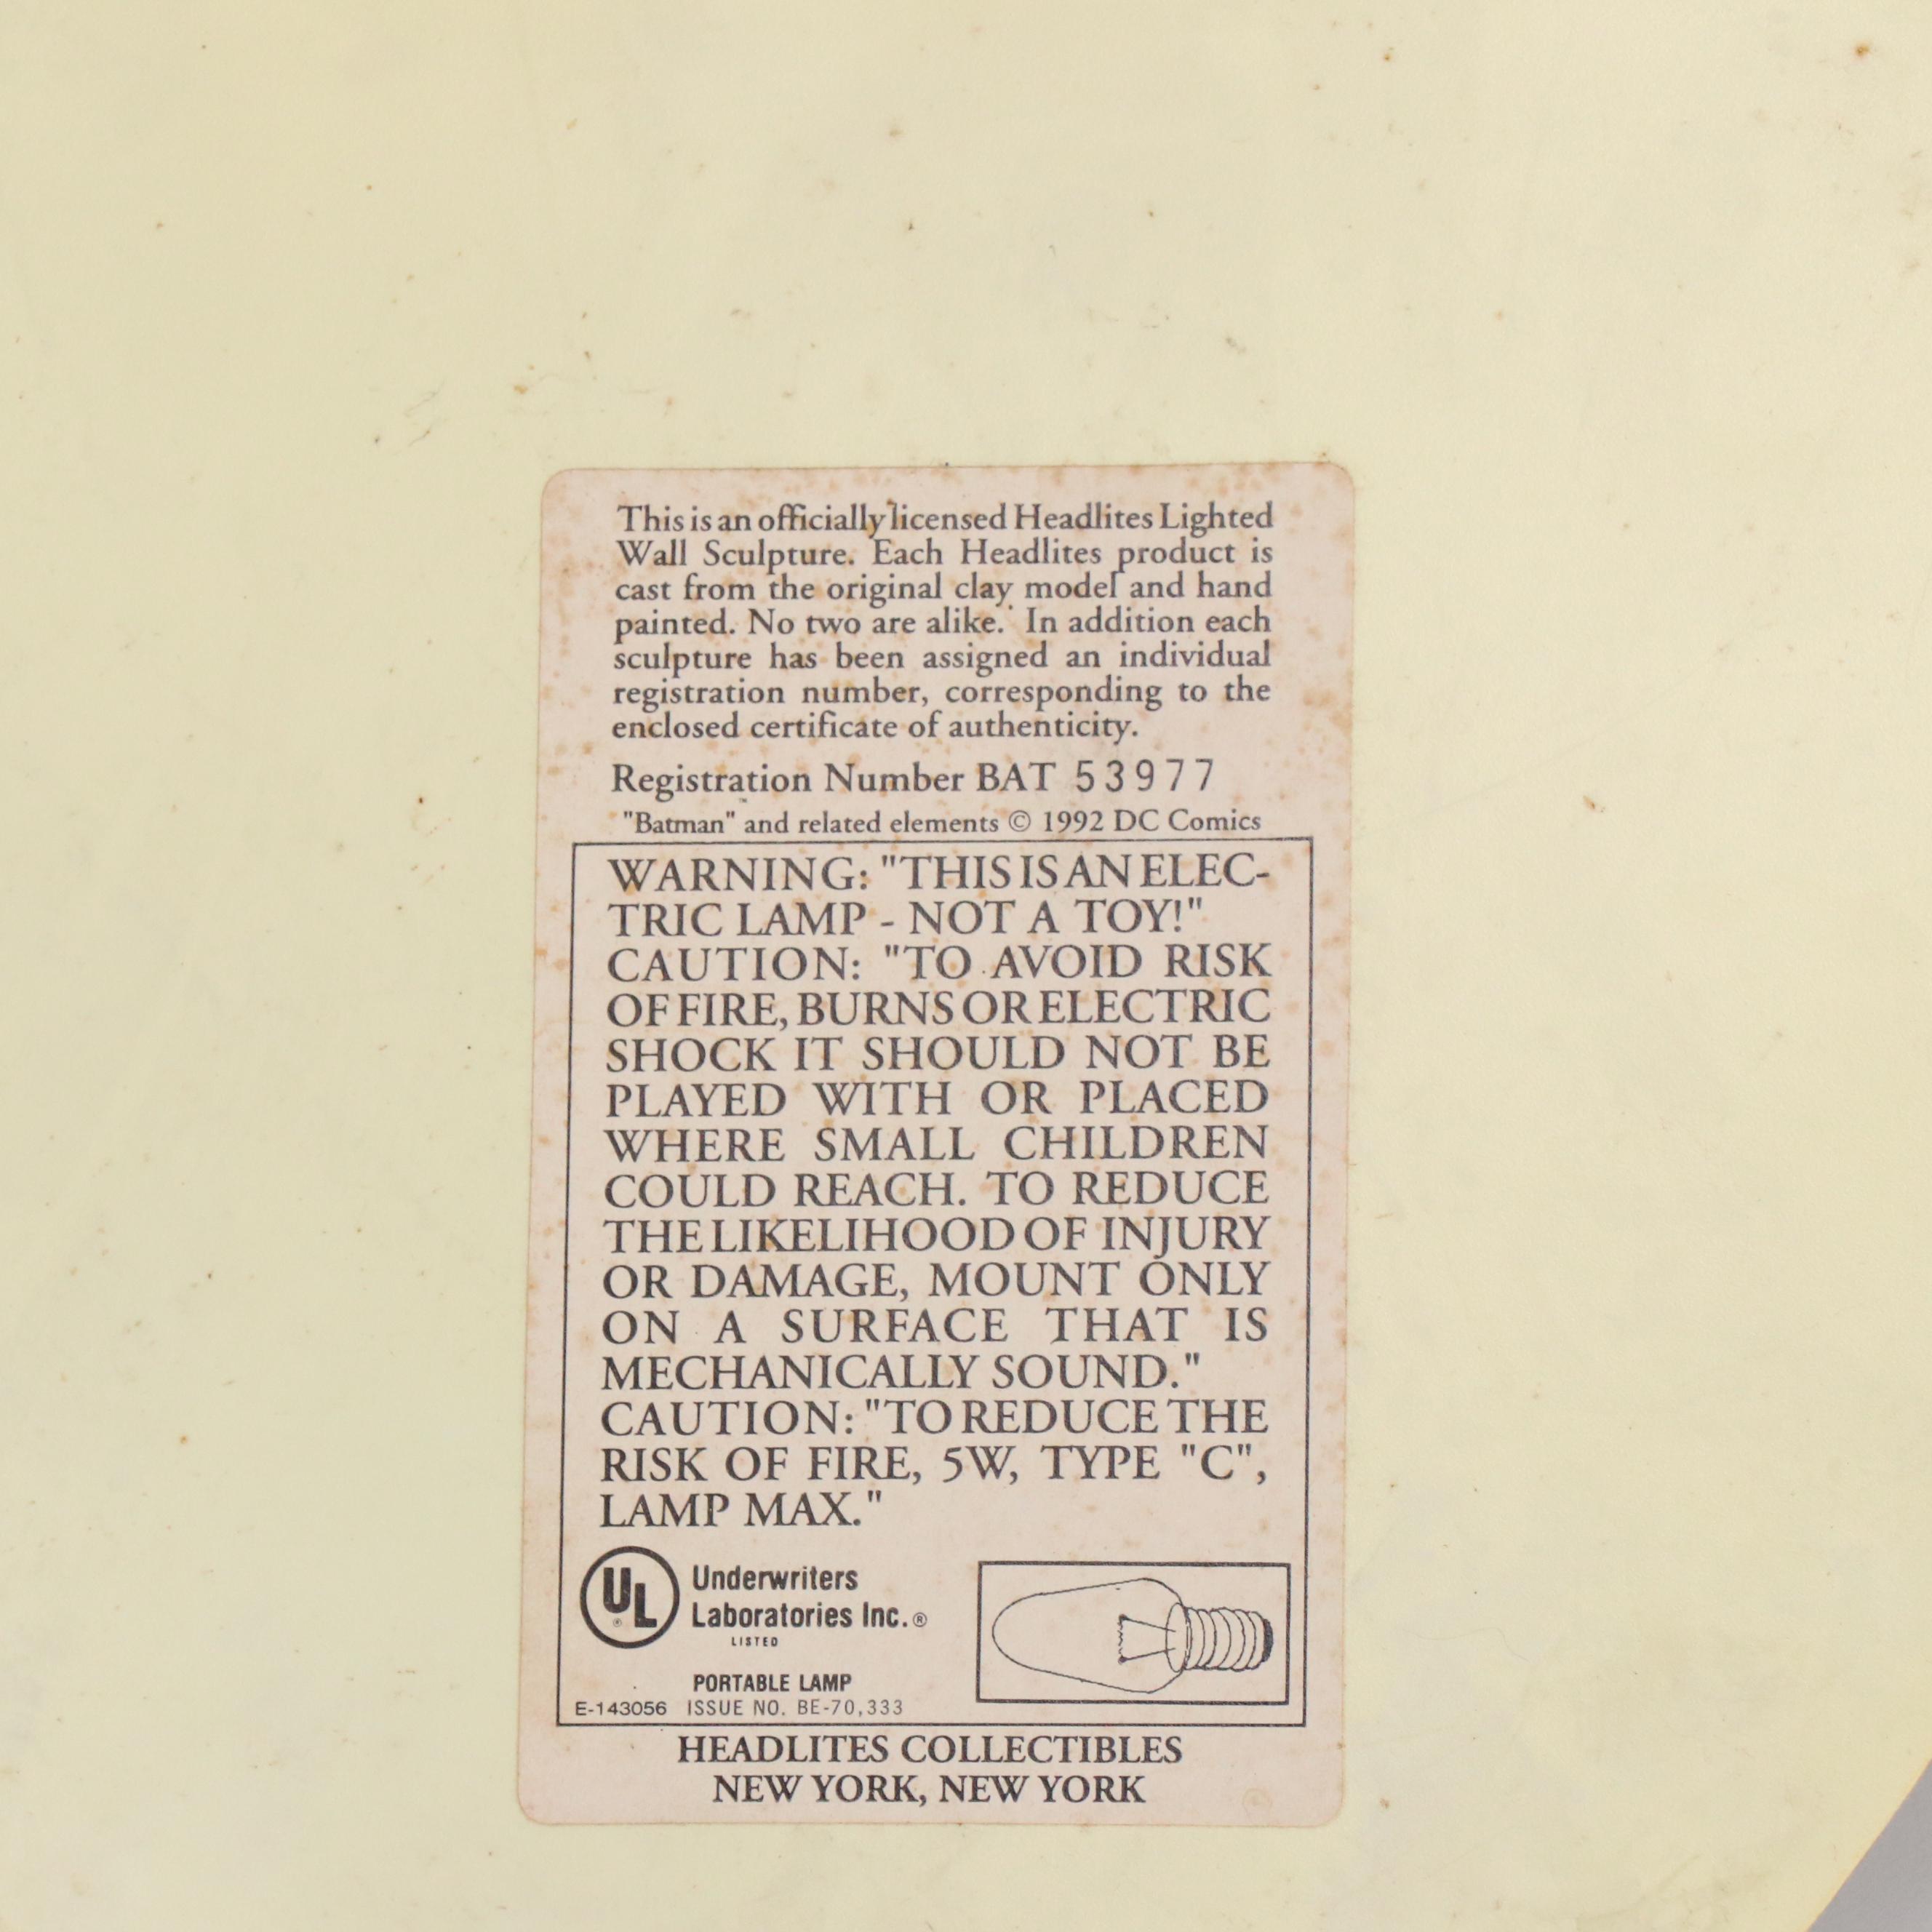 This is an officially licensed Headlites Lighted
Wall Sculpture. Each Headlites product is
cast from the original clay model and hand
painted. No two are alike. In addition each
sculpture has been assigned an individual
registration number, corresponding to the
enclosed certificate of authenticity.
Registration Number BAT 53977
"Batman" and related elements © 1992 DC Comics
WARNING: "THIS IS AN ELEC-
TRIC LAMP - NOT A TOY!"
CAUTION: "TO AVOID RISK
OF FIRE, BURNS OR ELECTRIC
SHOCK IT SHOULD NOT BE
PLAYED WITH OR PLACED
WHERE SMALL CHILDREN
COULD REACH. TO REDUCE
THE LIKELIHOOD OF INJURY
OR DAMAGE, MOUNT ONLY
ON A SURFACE THAT IS
MECHANICALLY SOUND."
CAUTION: "TO REDUCE THE
RISK OF FIRE, 5W, TYPE "C",
LAMP MAX."
UL ® Underwriters
Laboratories Inc.®
LISTED
PORTABLE LAMP
E-143056 ISSUE NO. BE-70,333
HEADLITES COLLECTIBLES
NEW YORK, NEW YORK